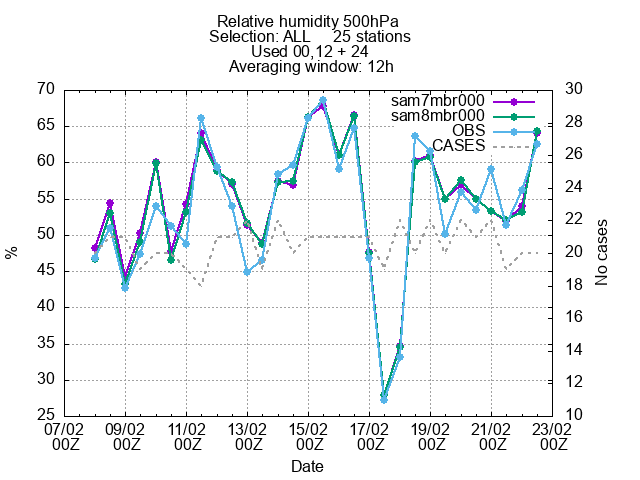 Relative humidity 500hPa
Selection: ALL 25 stations
Used 00,12 + 24
Averaging window: 12h
sam7mbr000
sam8mbr000
OBS
CASES
70
65
60
55
50
45
40
35
30
25
%
30
28
26
24
22
20
18
16
14
12
10
No cases
07/02 09/02 11/02 13/02 15/02 17/02 19/02 21/02 23/02
00Z 00Z 00Z 00Z 00Z 00Z 00Z 00Z 00Z
Date